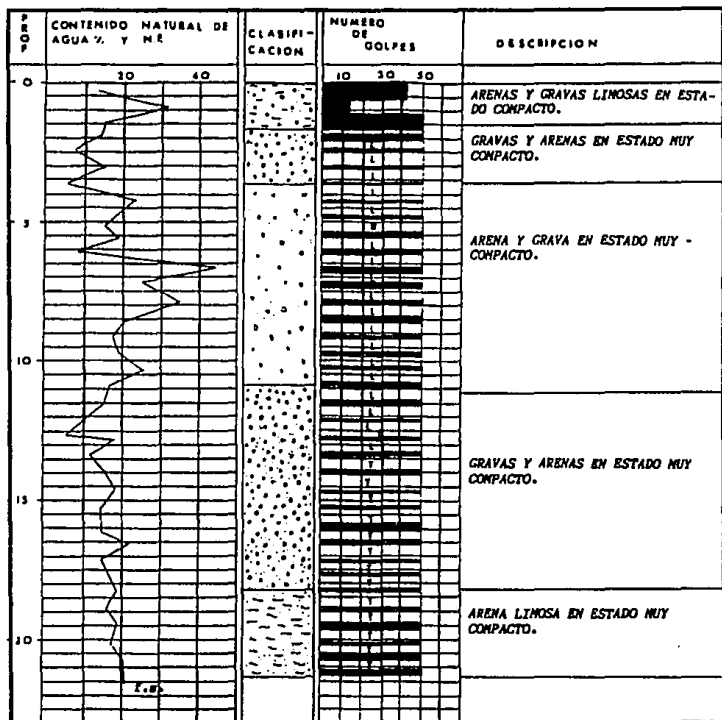 PROF
CONTENIDO NATURAL DE
AGUA % Y N.E
CLASIFI-
CACION
NUMERO
DE
GOLPES
DESCRIPCION
20 40
10 30 50
0
ARENAS Y GRAVAS LIMOSAS EN ESTA-
DO COMPACTO.
GRAVAS Y ARENAS EN ESTADO MUY
COMPACTO.
5
ARENA Y GRAVA EN ESTADO MUY -
COMPACTO.
10
GRAVAS Y ARENAS EN ESTADO MUY
COMPACTO.
15
ARENA LIMOSA EN ESTADO MUY
COMPACTO.
20